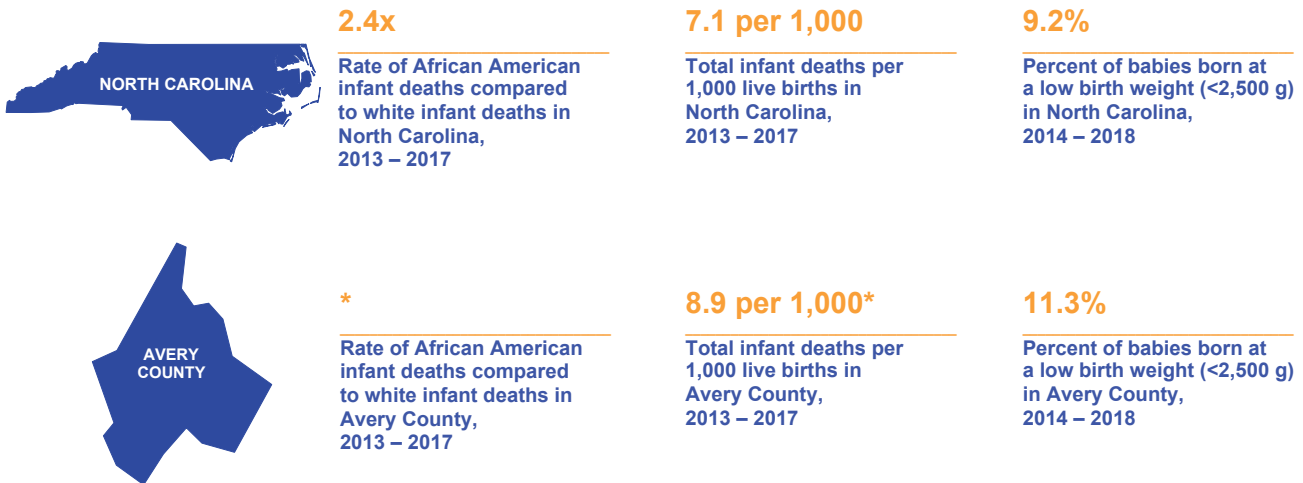 NORTH CAROLINA
2.4x
Rate of African American
infant deaths compared
to white infant deaths in
North Carolina,
2013 – 2017
7.1 per 1,000
Total infant deaths per
1,000 live births in
North Carolina,
2013 – 2017
9.2%
Percent of babies born at
a low birth weight (<2,500 g)
in North Carolina,
2014 – 2018
AVERY
COUNTY
*
Rate of African American
infant deaths compared
to white infant deaths in
Avery County,
2013 – 2017
8.9 per 1,000*
Total infant deaths per
1,000 live births in
Avery County,
2013 – 2017
11.3%
Percent of babies born at
a low birth weight (<2,500 g)
in Avery County,
2014 – 2018